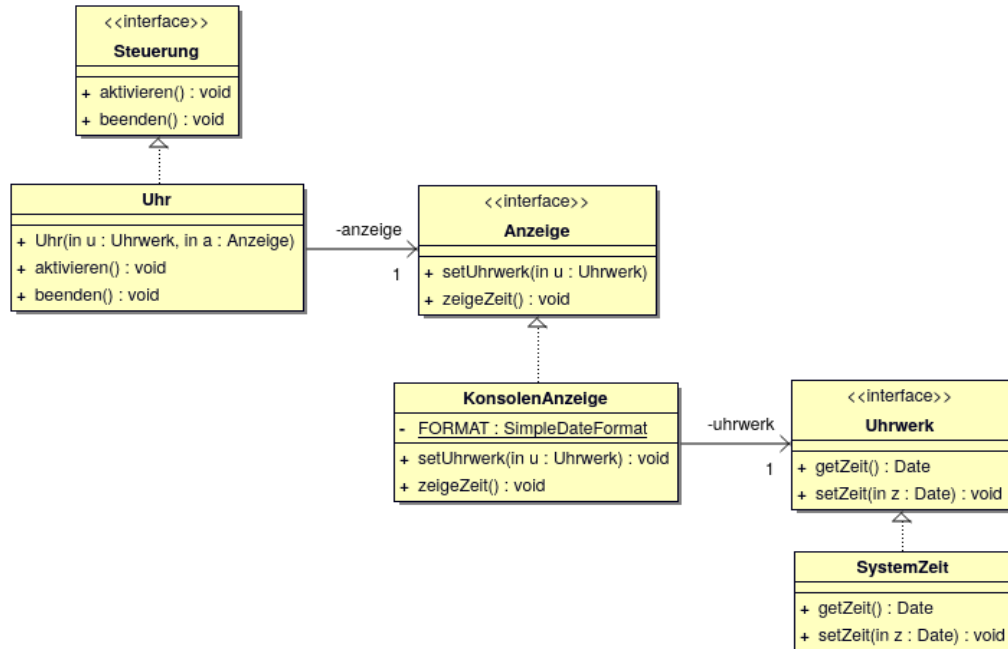 <<interface>>
Steuerung
+ aktivieren() : void
+ beenden() : void
Uhr
+ Uhr(in u : Uhrwerk, in a : Anzeige)
+ aktivieren() : void
+ beenden() : void
-anzeige
1
<<interface>>
Anzeige
+ setUhrwerk(in u : Uhrwerk)
+ zeigeZeit() : void
KonsolenAnzeige
- FORMAT : SimpleDateFormat
+ setUhrwerk(in u : Uhrwerk) : void
+ zeigeZeit() : void
-uhrwerk
1
<<interface>>
Uhrwerk
+ getZeit() : Date
+ setZeit(in z : Date) : void
SystemZeit
+ getZeit() : Date
+ setZeit(in z : Date) : void